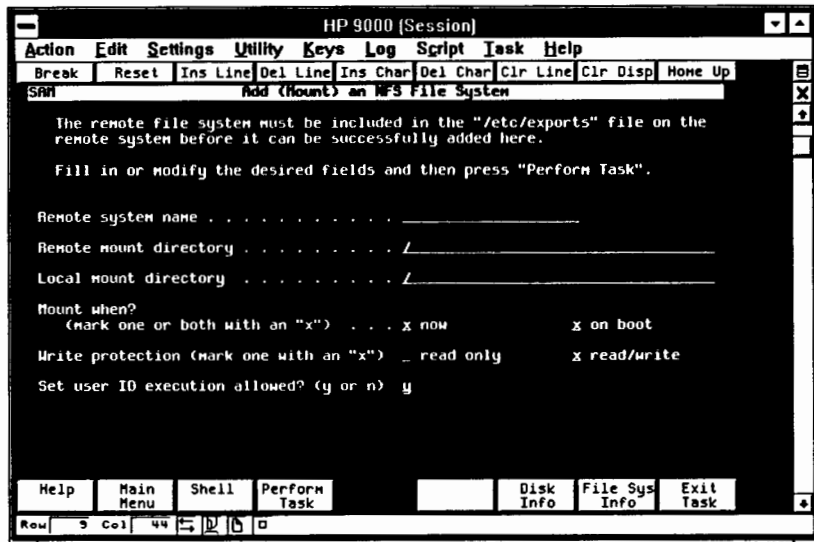 HP 9000 (Session)
Action Edit Settings Utility Keys Log Script Task Help
Break Reset Ins Line Del Line Ins Char Del Char Clr Line Clr Disp Home Up
SAM Add (Mount) an NFS File System
The remote file system must be included in the "/etc/exports" file on the
remote system before it can be successfully added here.
Fill in or modify the desired fields and then press "Perform Task".
Remote system name . . . . . . . . . . . . ____________________
Remote mount directory . . . . . . . . . . /____________________
Local mount directory . . . . . . . . . /____________________
Mount when?
(mark one or both with an "x") . . . x now x on boot
Write protection (mark one with an "x") _ read only x read/write
Set user ID execution allowed? (y or n) y
Help Main Menu Shell Perform Task Disk Info File Sys Info Exit Task
Row 9 Col 44